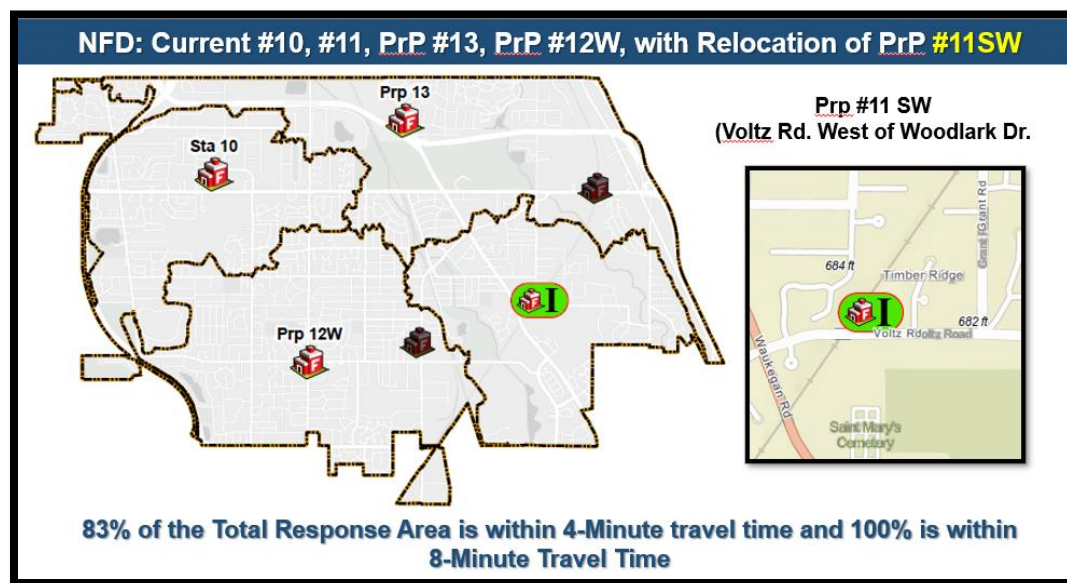 NFD: Current #10, #11, PrP #13, PrP #12W, with Relocation of PrP #11SW
Prp 13
Sta 10
Prp 12W
I
Prp #11 SW
(Voltz Rd. West of Woodlark Dr.
Grant Rd
684 ft
Timber Ridge
I
682 ft
Voltz Rd
Voltz Road
Waukegan Rd
Saint Mary's
Cemetery
83% of the Total Response Area is within 4-Minute travel time and 100% is within
8-Minute Travel Time